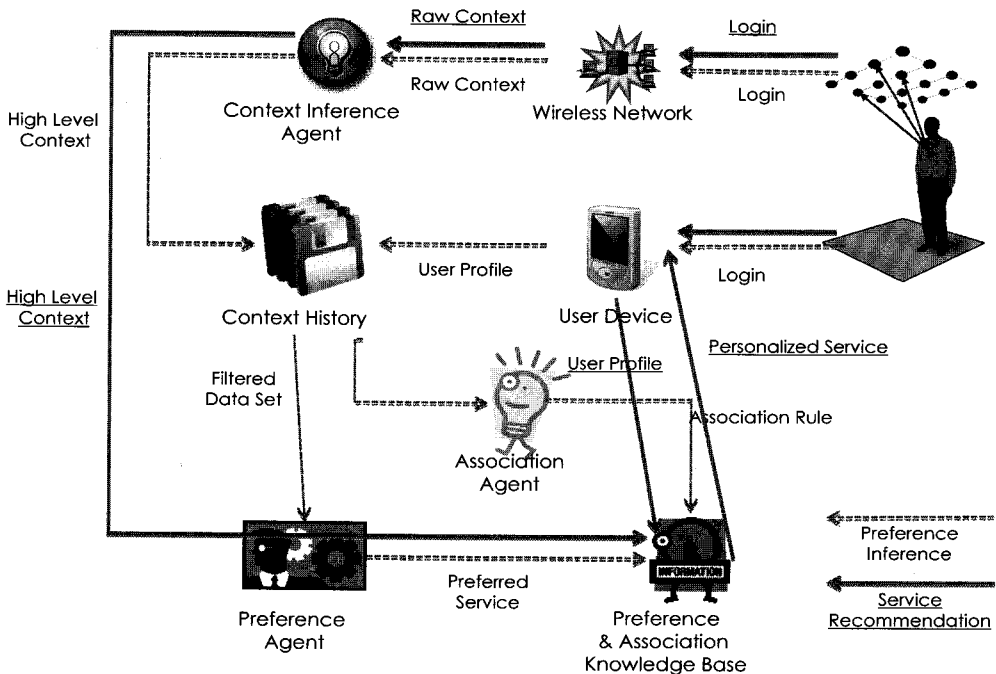 Raw Context
Login
Raw Context
Login
Context Inference
Agent
Wireless Network
High Level
Context
User Profile
Login
High Level
Context
Context History
User Device
Personalized Service
User Profile
Filtered
Data Set
Association Rule
Association
Agent
Preference
Inference
INFORMATION
Preferred
Service
Service
Recommendation
Preference
Agent
Preference
& Association
Knowledge Base